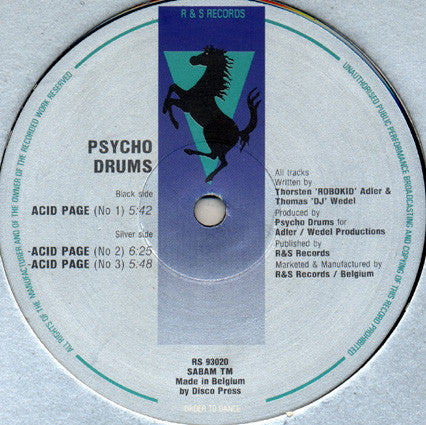 R & S RECORDS
PSYCHO
DRUMS
Black side
ACID PAGE (No 1) 5:42
Silver side
ACID PAGE (No 2) 6:25
ACID PAGE (No 3) 5:48
All tracks
Written by
Thorsten 'ROBOKID' Adler &
Thomas 'DJ' Wedel
Produced by
Psycho Drums for
Adler / Wedel Productions
Published by
R&S Records
Marketed & Manufactured by
R&S Records / Belgium
RS 93020
SABAM TM
Made in Belgium
by Disco Press
ORDER TO DANCE
ALL RIGHTS OF THE MANUFACTURER AND OF THE OWNER OF THE RECORDED WORK RESERVED
UNAUTHORISED PUBLIC PERFORMANCE BROADCASTING AND COPYING OF THIS RECORD PROHIBITED